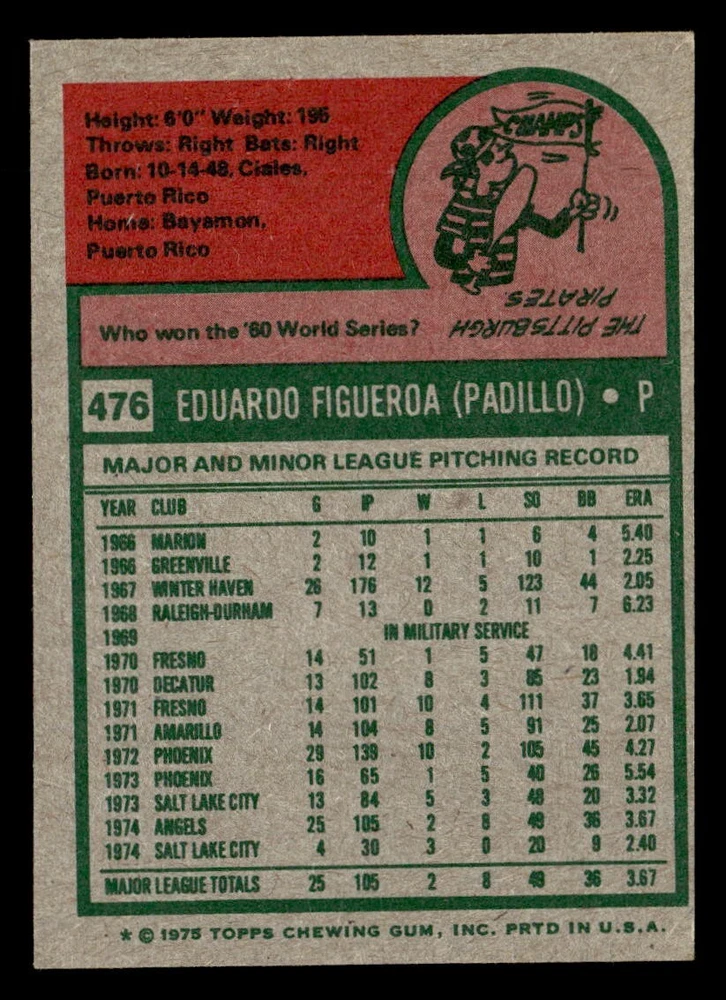 Height: 6'0" Weight: 195
Throws: Right Bats: Right
Born: 10-14-48, Ciales,
Puerto Rico
Home: Bayamon,
Puerto Rico
CHAMPS
Who won the '60 World Series?
THE PITTSBURGH
PIRATES
476 EDUARDO FIGUEROA (PADILLO) • P
MAJOR AND MINOR LEAGUE PITCHING RECORD
YEAR CLUB G IP W L SO BB ERA
1966 MARION 2 10 1 1 6 4 5.40
1966 GREENVILLE 2 12 1 1 10 1 2.25
1967 WINTER HAVEN 26 176 12 5 123 44 2.05
1968 RALEIGH-DURHAM 7 13 0 2 11 7 6.23
1969 IN MILITARY SERVICE
1970 FRESNO 14 51 1 5 47 18 4.41
1970 DECATUR 13 102 8 3 85 23 1.94
1971 FRESNO 14 101 10 4 111 37 3.65
1971 AMARILLO 14 104 8 5 91 25 2.07
1972 PHOENIX 29 139 10 2 105 45 4.27
1973 PHOENIX 16 65 1 5 40 26 5.54
1973 SALT LAKE CITY 13 84 5 3 49 20 3.32
1974 ANGELS 25 105 2 8 49 36 3.67
1974 SALT LAKE CITY 4 30 3 0 20 9 2.40
MAJOR LEAGUE TOTALS 25 105 2 8 49 36 3.67
* © 1975 TOPPS CHEWING GUM, INC. PRTD IN U.S.A.